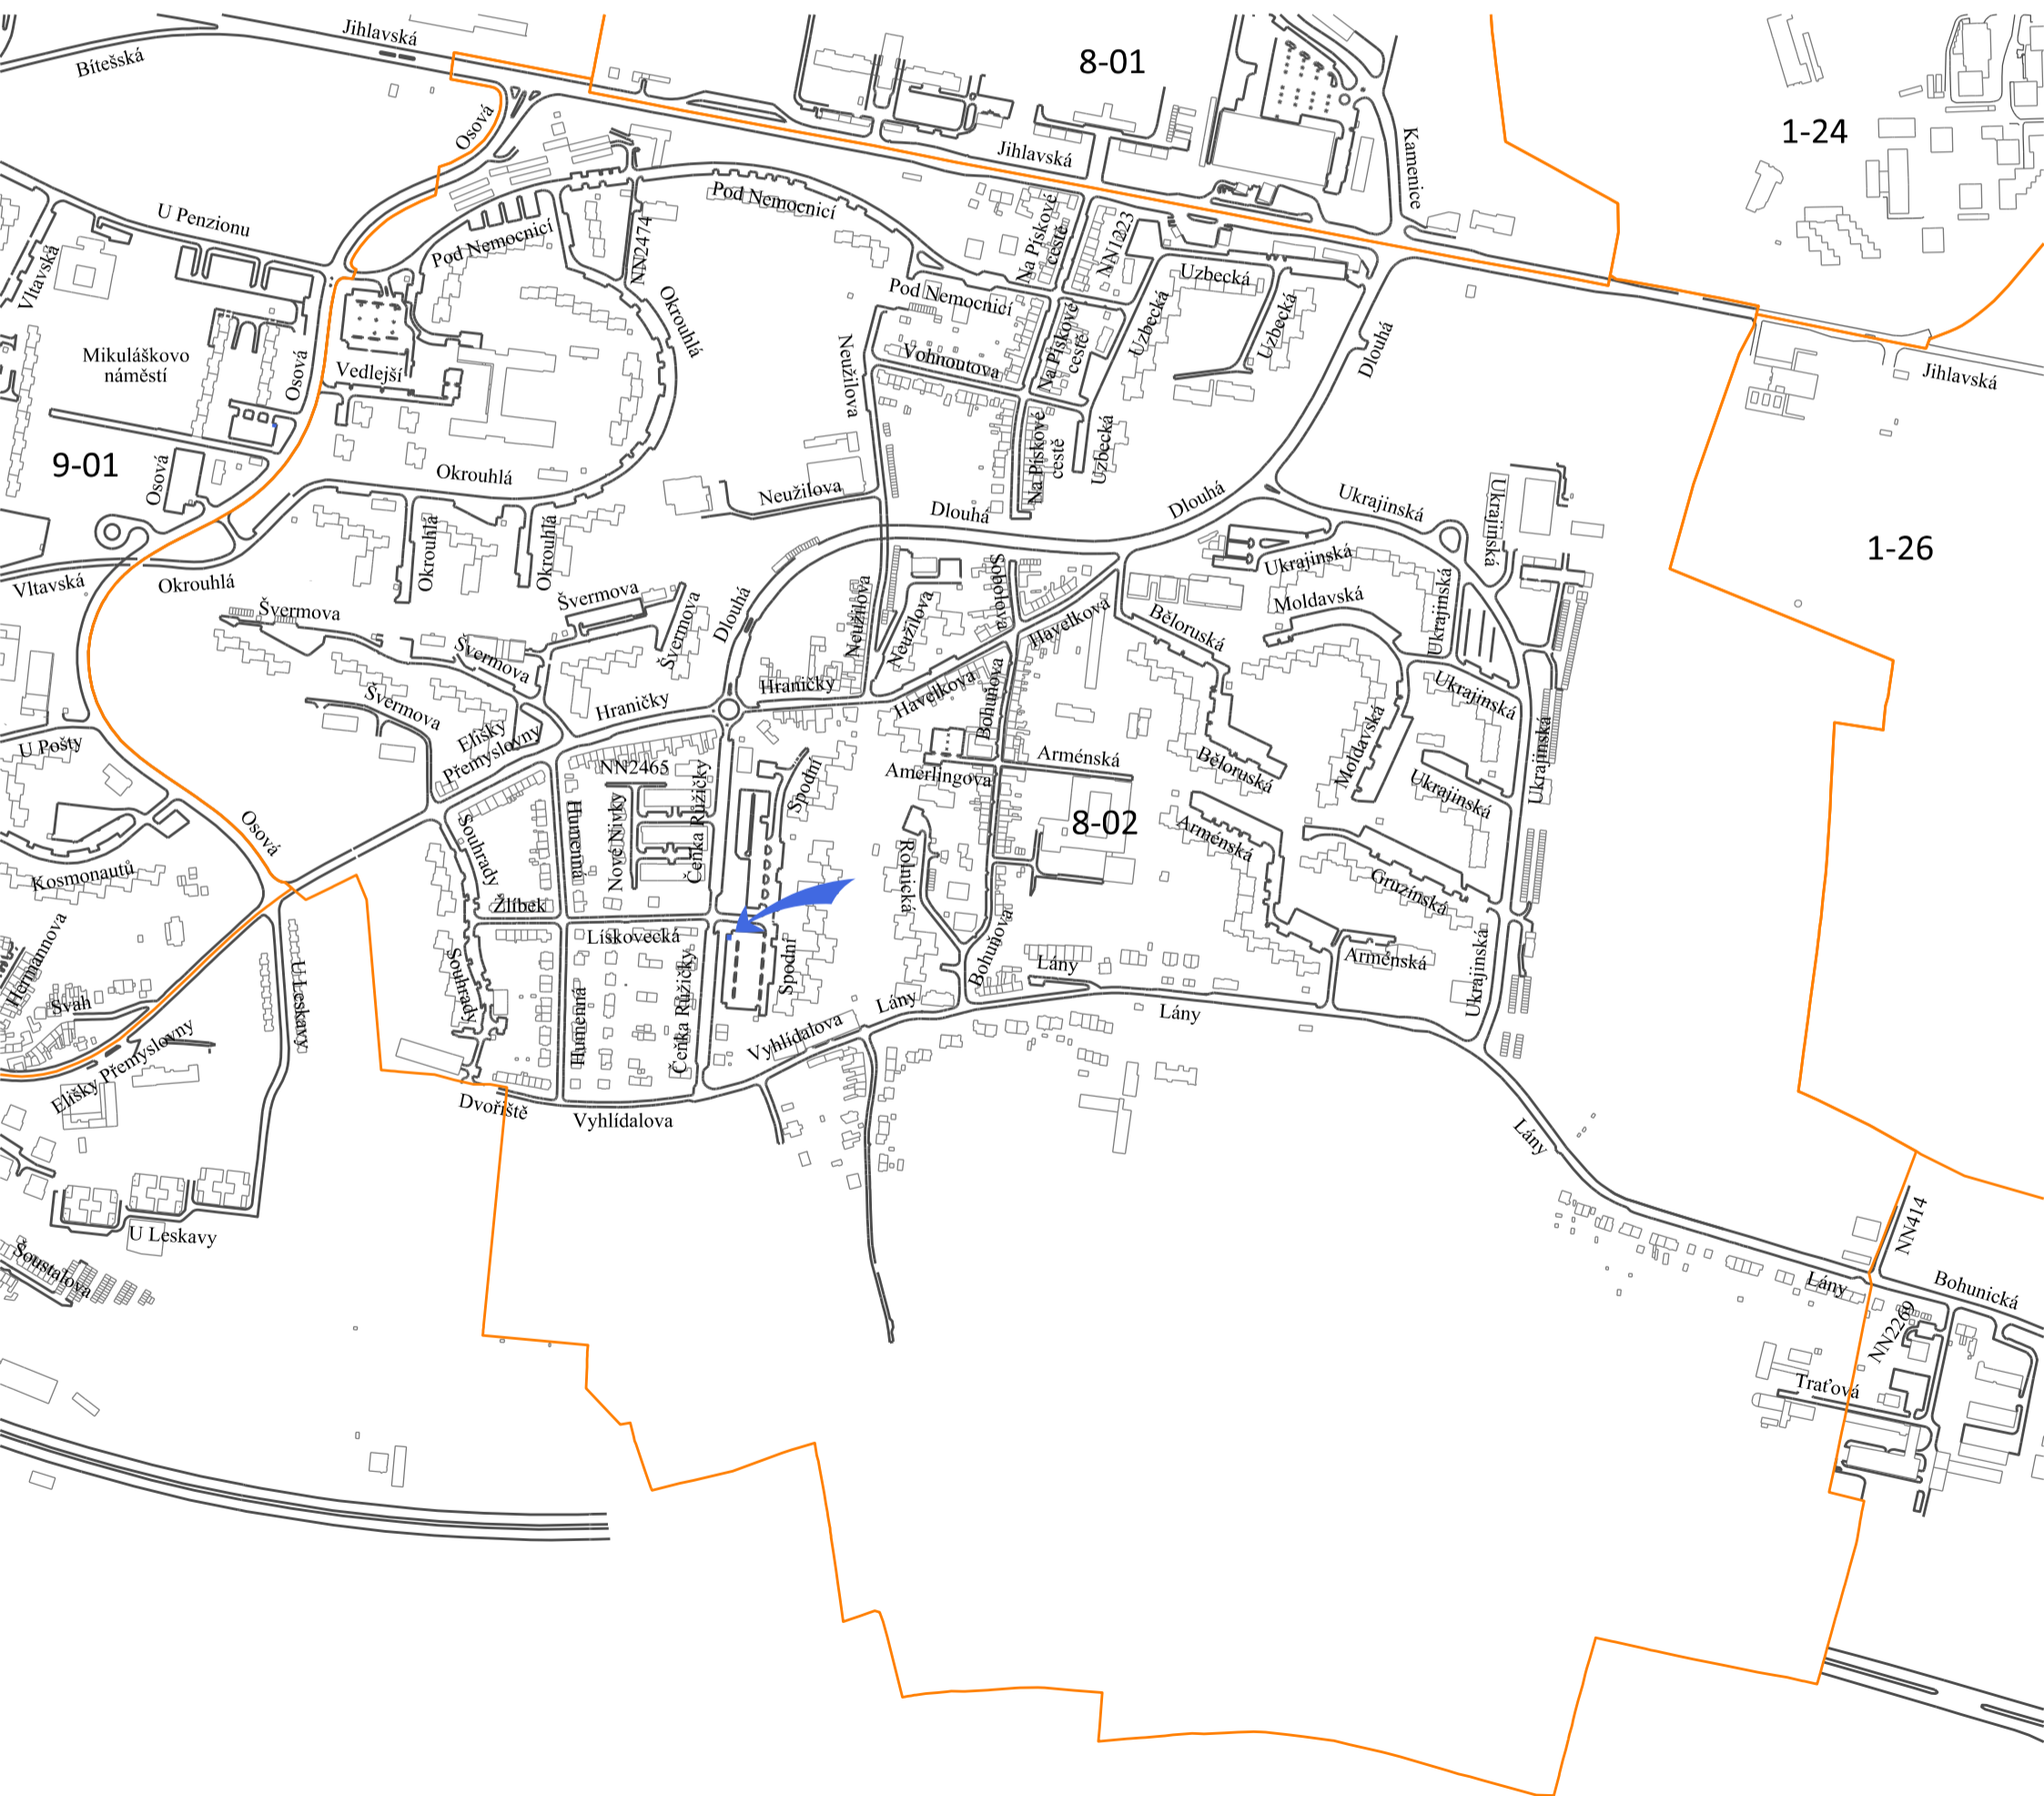 Jihlavská
Bítešská
8-01
1-24
Osová
Jihlavská
Kamenice
U Penzionu
Pod Nemocnicí
Pod Nemocnicí
NN2474
Na Pískové
cestě
NN1223
Vltavská
Uzbecká
Pod Nemocnicí
Okrouhlá
Na Pískové
cestě
Uzbecká
Uzbecká
Dlouhá
Mikuláškovo
náměstí
Osová
Vedlejší
Neužilova
Vohnoutova
Jihlavská
9-01
Osová
Okrouhlá
Neužilova
Na Pískové
cestě
Uzbecká
Dlouhá
Dlouhá
Ukrajinská
Ukrajinská
1-26
Okrouhlá
Okrouhlá
Vltavská
Okrouhlá
Švermova
Švermova
Švermova
Dlouhá
Neužilova
Neužilova
Sobolova
Havelkova
Ukrajinská
Moldavská
Běloruská
Ukrajinská
Švermova
Švermova
Hraničky
Hraničky
Havelkova
Bohuňova
Ukrajinská
Moldavská
Ukrajinská
U Pošty
Elišky
Přemyslovny
NN2465
Arménská
Amerlingova
Běloruská
Ukrajinská
Spodní
Osová
Souhrady
Humenná
Nové Nivky
Čeňka Růžičky
8-02
Arménská
Rolnická
Gruzínská
Kosmonautů
Žlíbek
Lískovecká
Heřmannova
Svah
U Leskavy
Souhrady
Humenná
Čeňka Růžičky
Spodní
Bohuňova
Lány
Arménská
Ukrajinská
Lány
Lány
Vyhlídalova
Elišky Přemyslovny
Dvořiště
Vyhlídalova
Lány
U Leskavy
Šoustalova
NN414
Lány
Bohunická
NN2269
Traťová